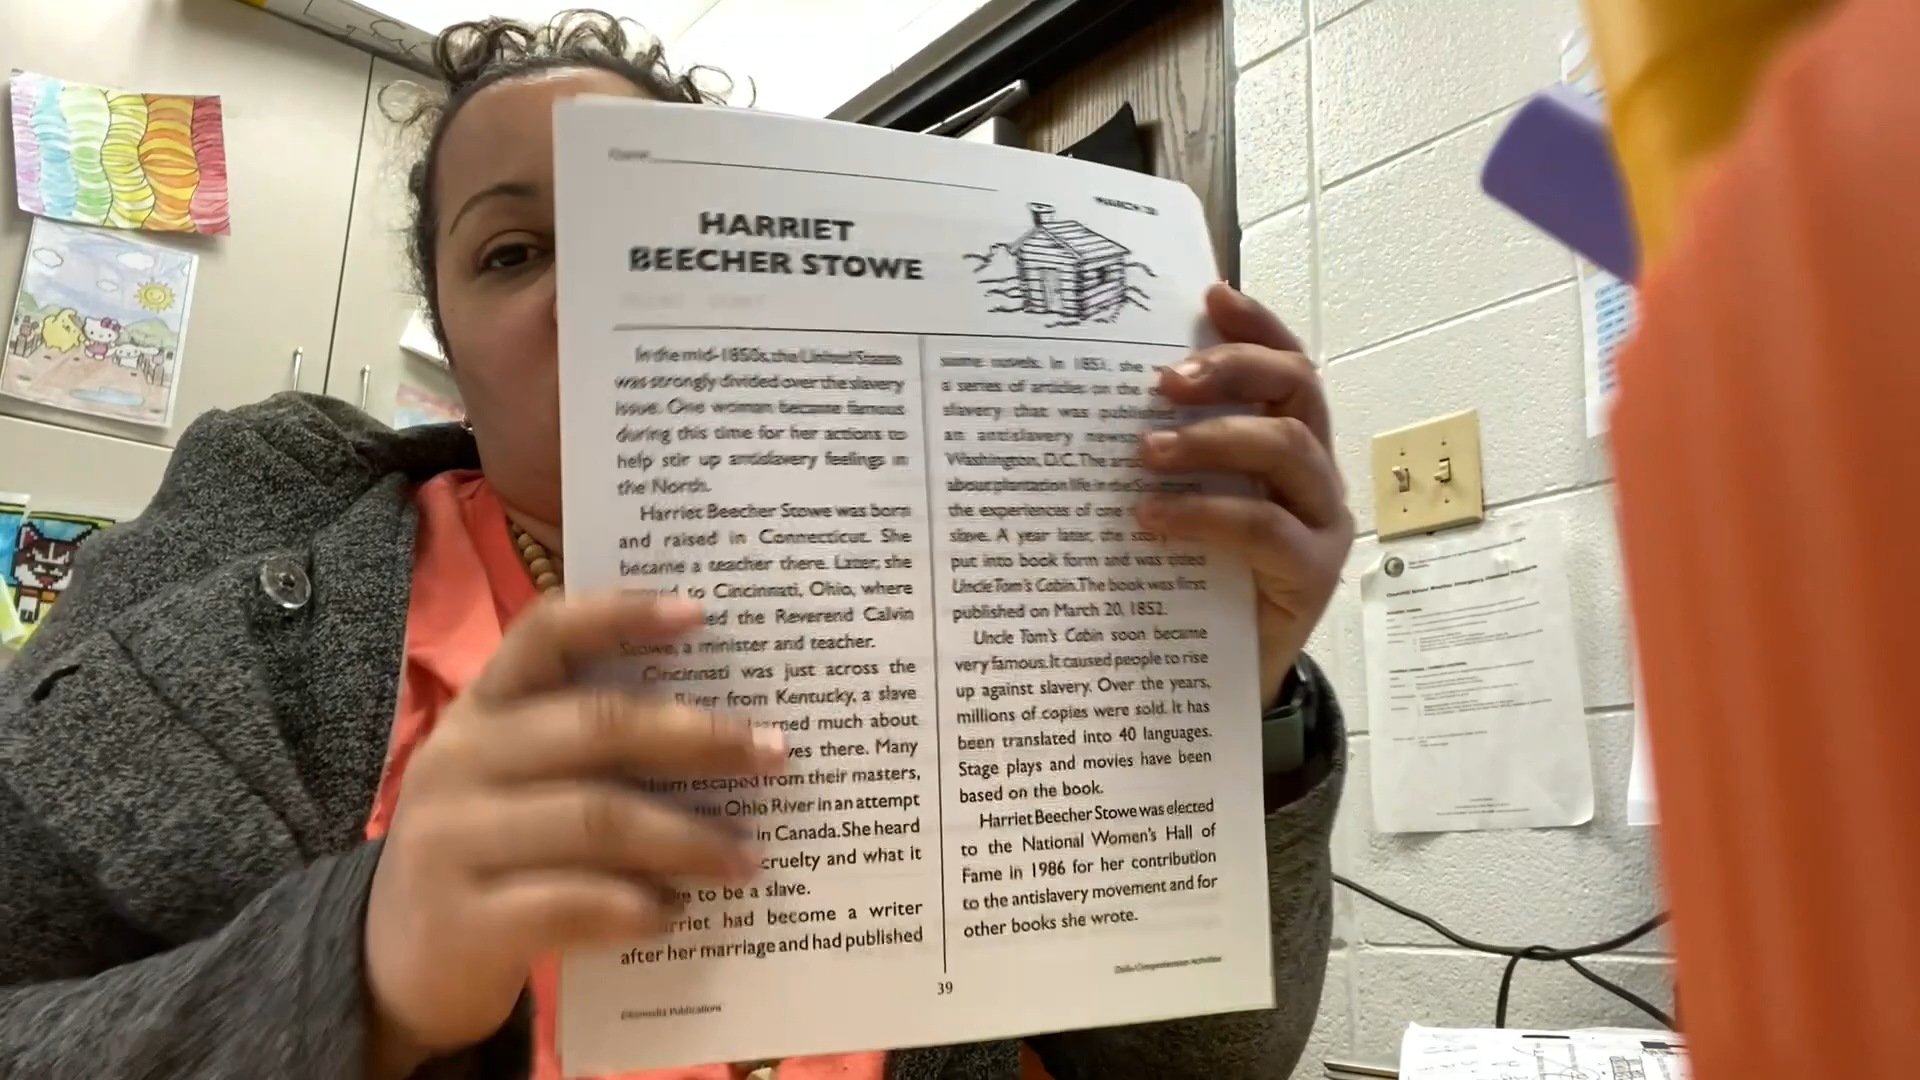 Name
MARCH 20
HARRIET
BEECHER STOWE
In the mid-1850s, the United States
was strongly divided over the slavery
issue. One woman became famous
during this time for her actions to
help stir up antislavery feelings in
the North.
Harriet Beecher Stowe was born
and raised in Connecticut. She
became a teacher there. Later, she
to Cincinnati, Ohio, where
the Reverend Calvin
Stowe, a minister and teacher.
Cincinnati was just across the
River from Kentucky, a slave
much about
there. Many
escaped from their masters,
Ohio River in an attempt
in Canada. She heard
cruelty and what it
to be a slave.
had become a writer
after her marriage and had published
some novels. In 1851, she
a series of articles on the
slavery that was published
an antislavery
Washington, D.C. The
about plantation life in the
the experiences of one
slave. A year later, the story
put into book form and was titled
Uncle Tom's Cabin. The book was first
published on March 20, 1852.
Uncle Tom's Cabin soon became
very famous. It caused people to rise
up against slavery. Over the years,
millions of copies were sold. It has
been translated into 40 languages.
Stage plays and movies have been
based on the book.
Harriet Beecher Stowe was elected
to the National Women's Hall of
Fame in 1986 for her contribution
to the antislavery movement and for
other books she wrote.
Publications
39
Daily Comprehension Activities